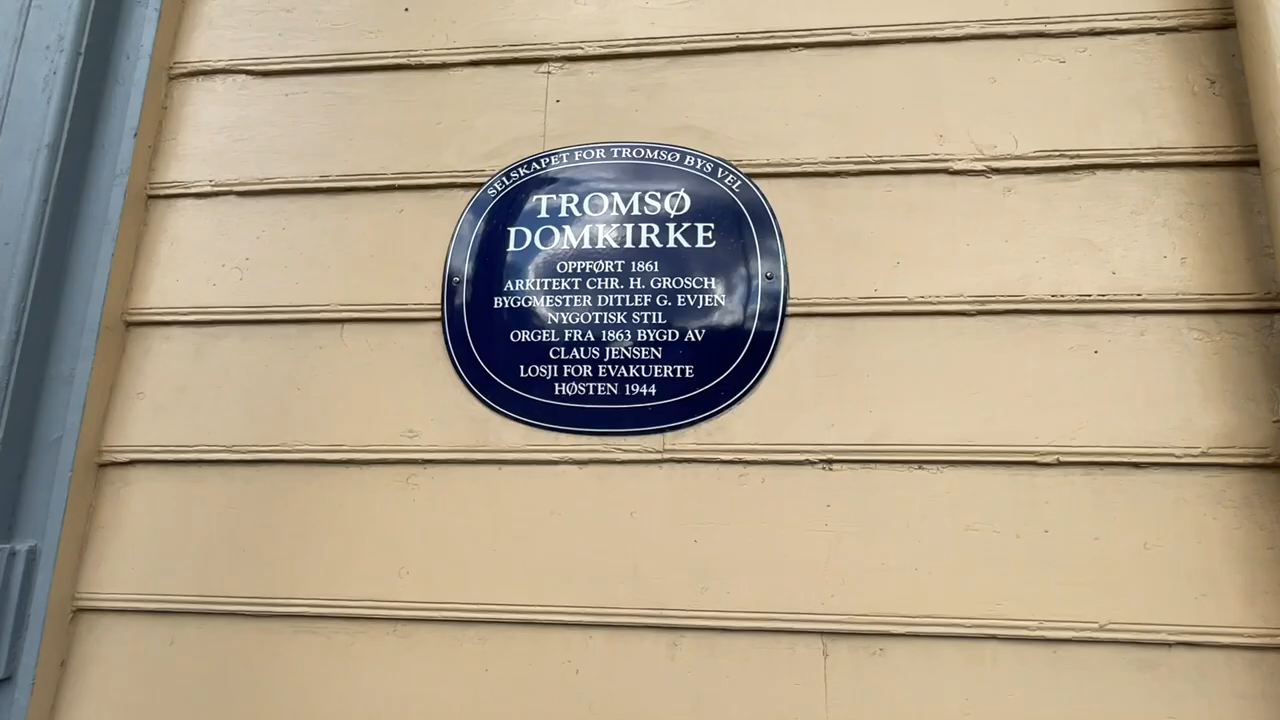 SELSKAPET FOR TROMSØ BYS VEL
TROMSØ
DOMKIRKE
OPPFØRT 1861
ARKITEKT CHR. H. GROSCH
BYGGMESTER DITLEF G. EVJEN
NYGOTISK STIL
ORGEL FRA 1863 BYGD AV
CLAUS JENSEN
LOSJI FOR EVAKUERTE
HØSTEN 1944